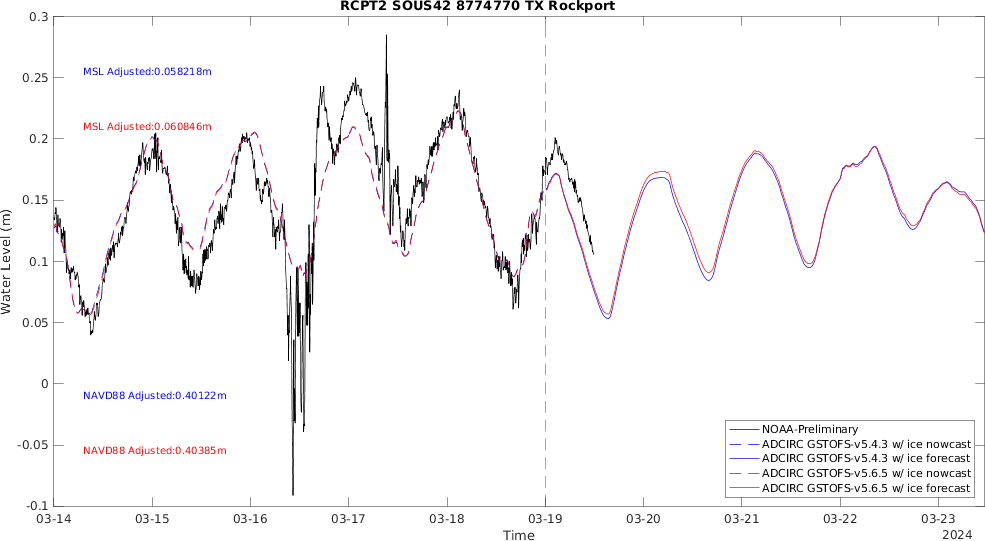 RCPT2 SOUS42 8774770 TX Rockport
0.3
0.25
0.2
0.15
0.1
0.05
0
-0.05
-0.1
Water Level (m)
MSL Adjusted:0.058218m
MSL Adjusted:0.060846m
NAVD88 Adjusted:0.40122m
NAVD88 Adjusted:0.40385m
NOAA-Preliminary
ADCIRC GSTOFS-v5.4.3 w/ ice nowcast
ADCIRC GSTOFS-v5.4.3 w/ ice forecast
ADCIRC GSTOFS-v5.6.5 w/ ice nowcast
ADCIRC GSTOFS-v5.6.5 w/ ice forecast
03-14 03-15 03-16 03-17 03-18 03-19 03-20 03-21 03-22 03-23
Time
2024